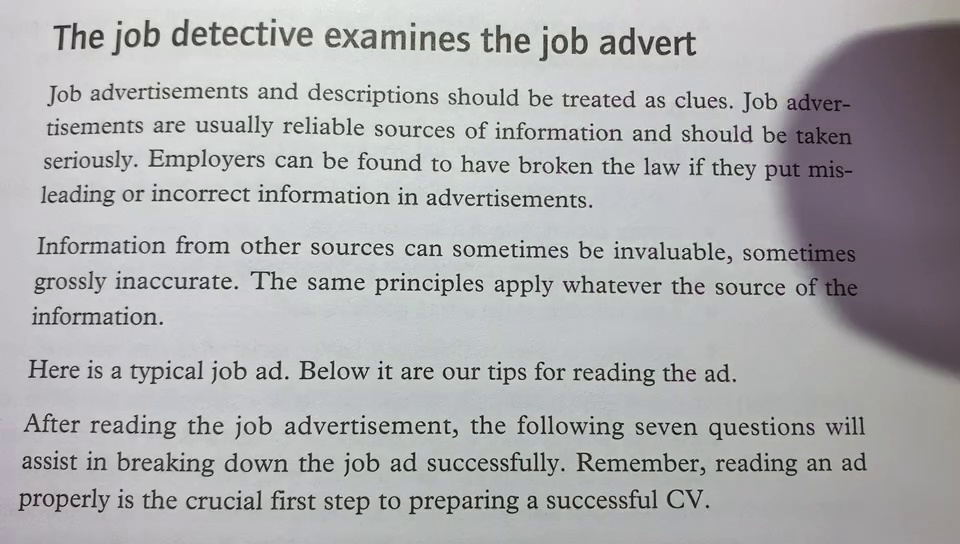 The job detective examines the job advert
Job advertisements and descriptions should be treated as clues. Job adver-
tisements are usually reliable sources of information and should be taken
seriously. Employers can be found to have broken the law if they put mis-
leading or incorrect information in advertisements.
Information from other sources can sometimes be invaluable, sometimes
grossly inaccurate. The same principles apply whatever the source of the
information.
Here is a typical job ad. Below it are our tips for reading the ad.
After reading the job advertisement, the following seven questions will
assist in breaking down the job ad successfully. Remember, reading an ad
properly is the crucial first step to preparing a successful CV.